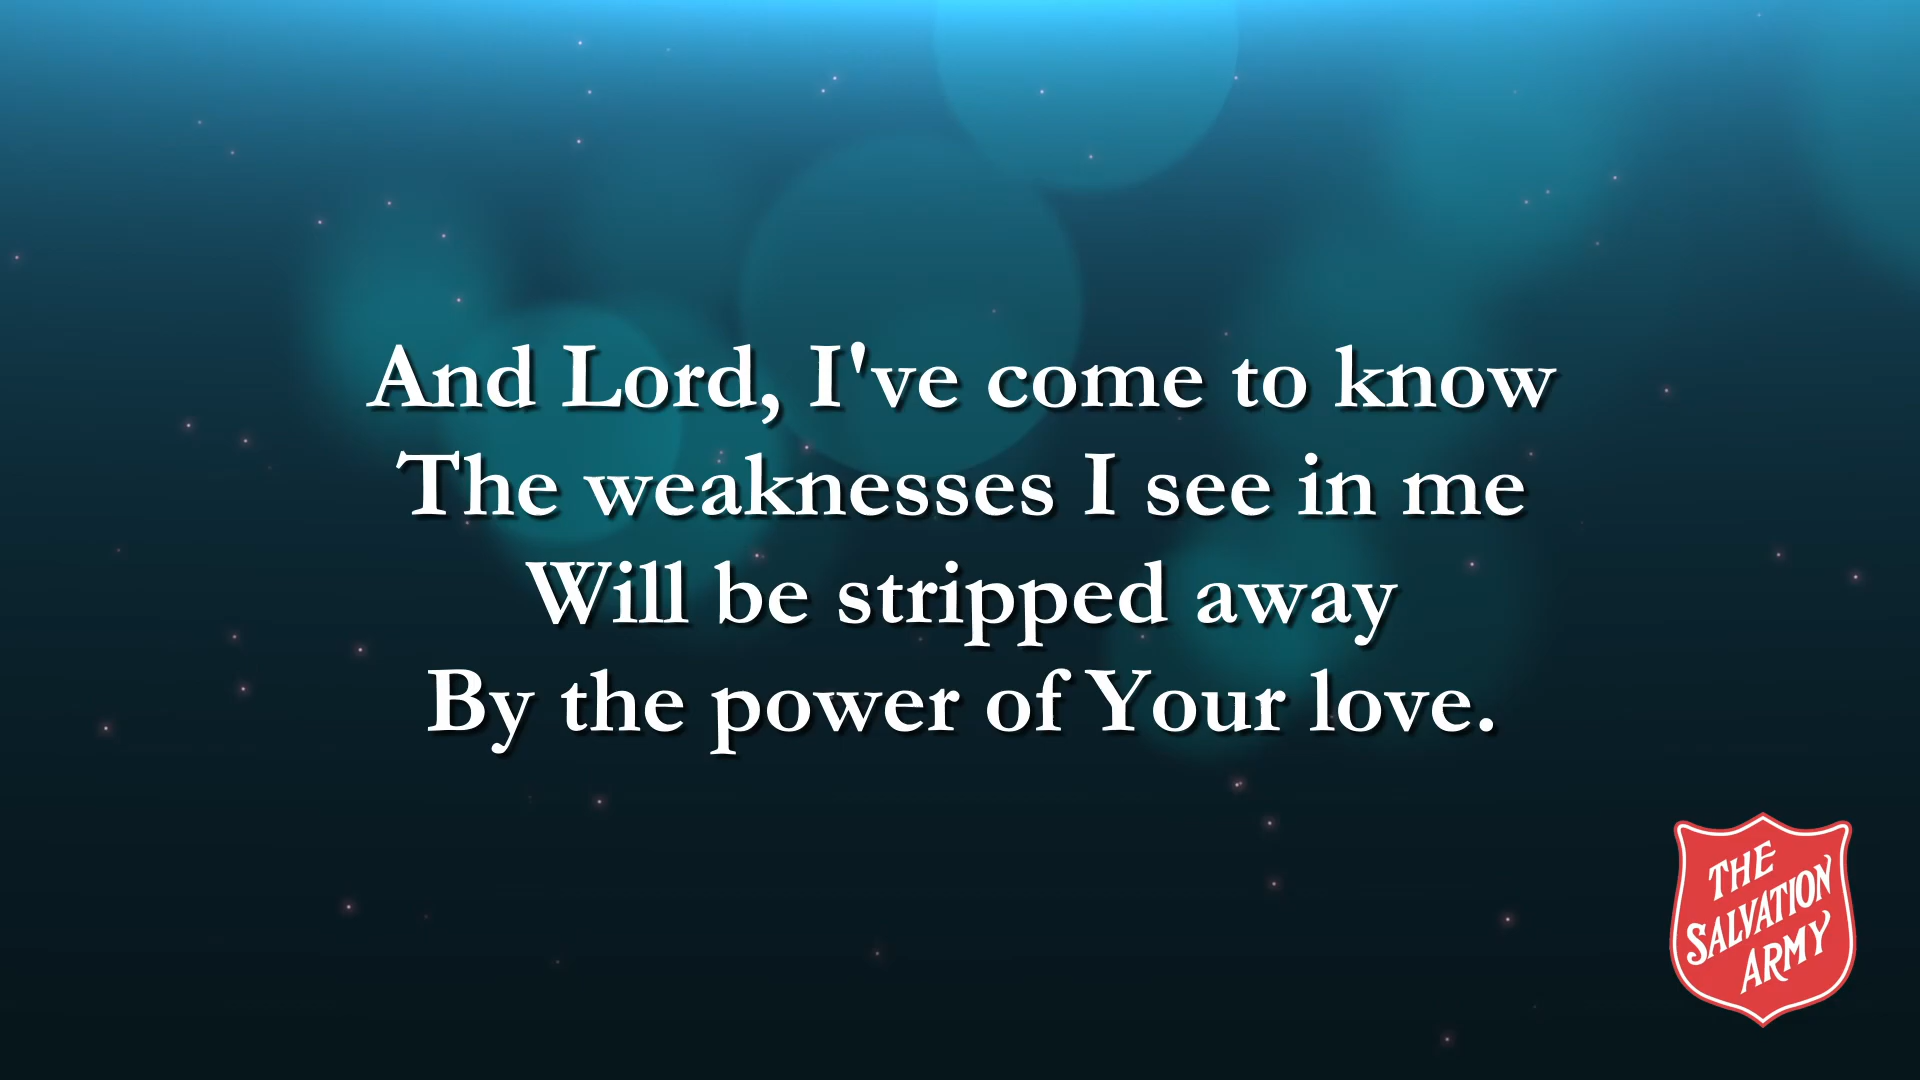 And Lord, I've come to know
The weaknesses I see in me
Will be stripped away
By the power of Your love.
THE
SALVATION
ARMY